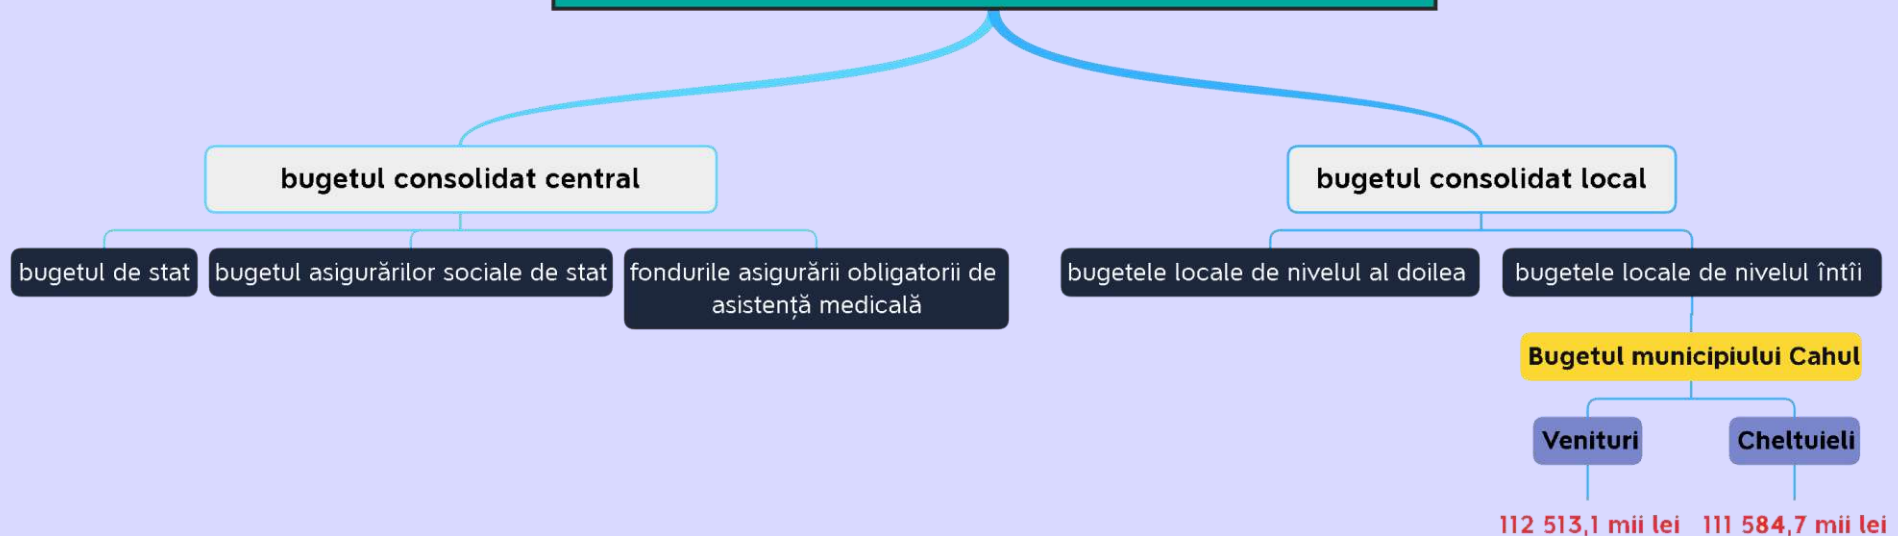 bugetul consolidat central
bugetul consolidat local
bugetul de stat
bugetul asigurărilor sociale de stat
fondurile asigurării obligatorii de
asistență medicală
bugetele locale de nivelul al doilea
bugetele locale de nivelul întîi
Bugetul municipiului Cahul
Venituri
Cheltuieli
112 513,1 mii lei
111 584,7 mii lei